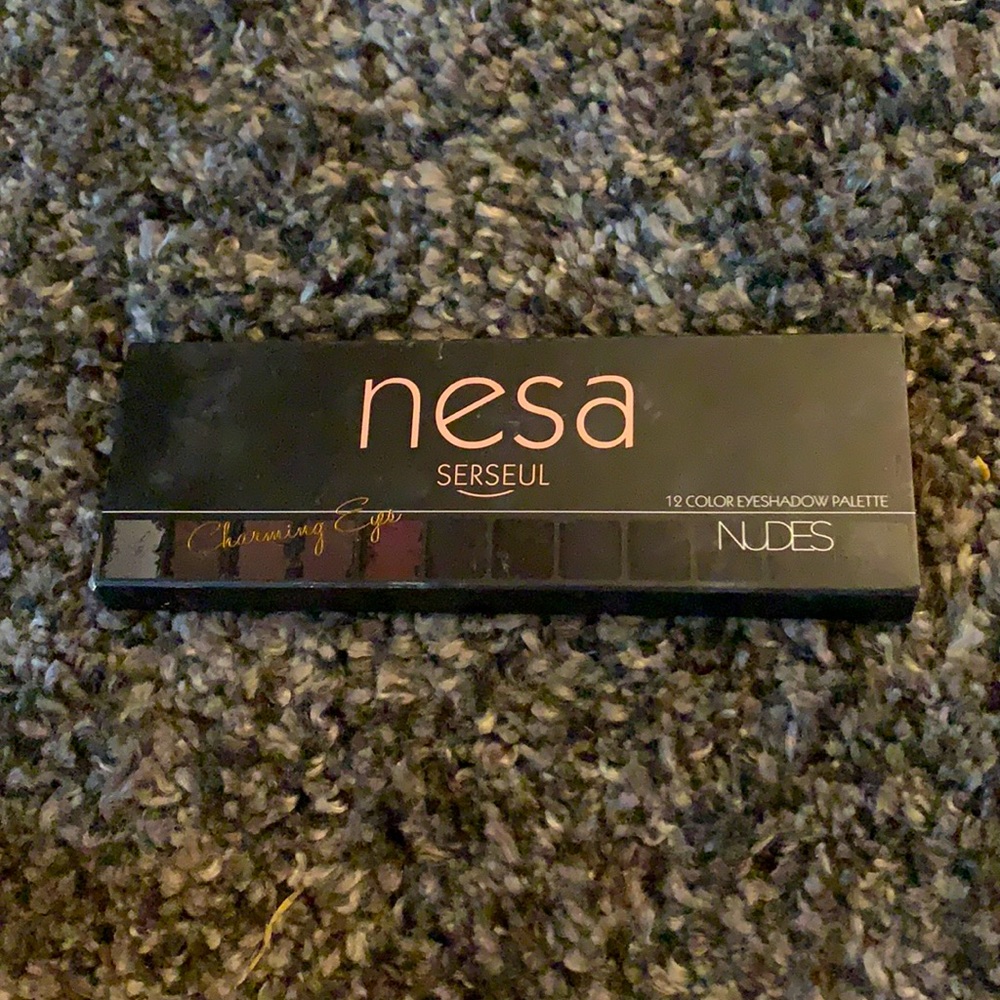 nesa
SERSEUL
12 COLOR EYESHADOW PALETTE
Charming Eyes
NUDES